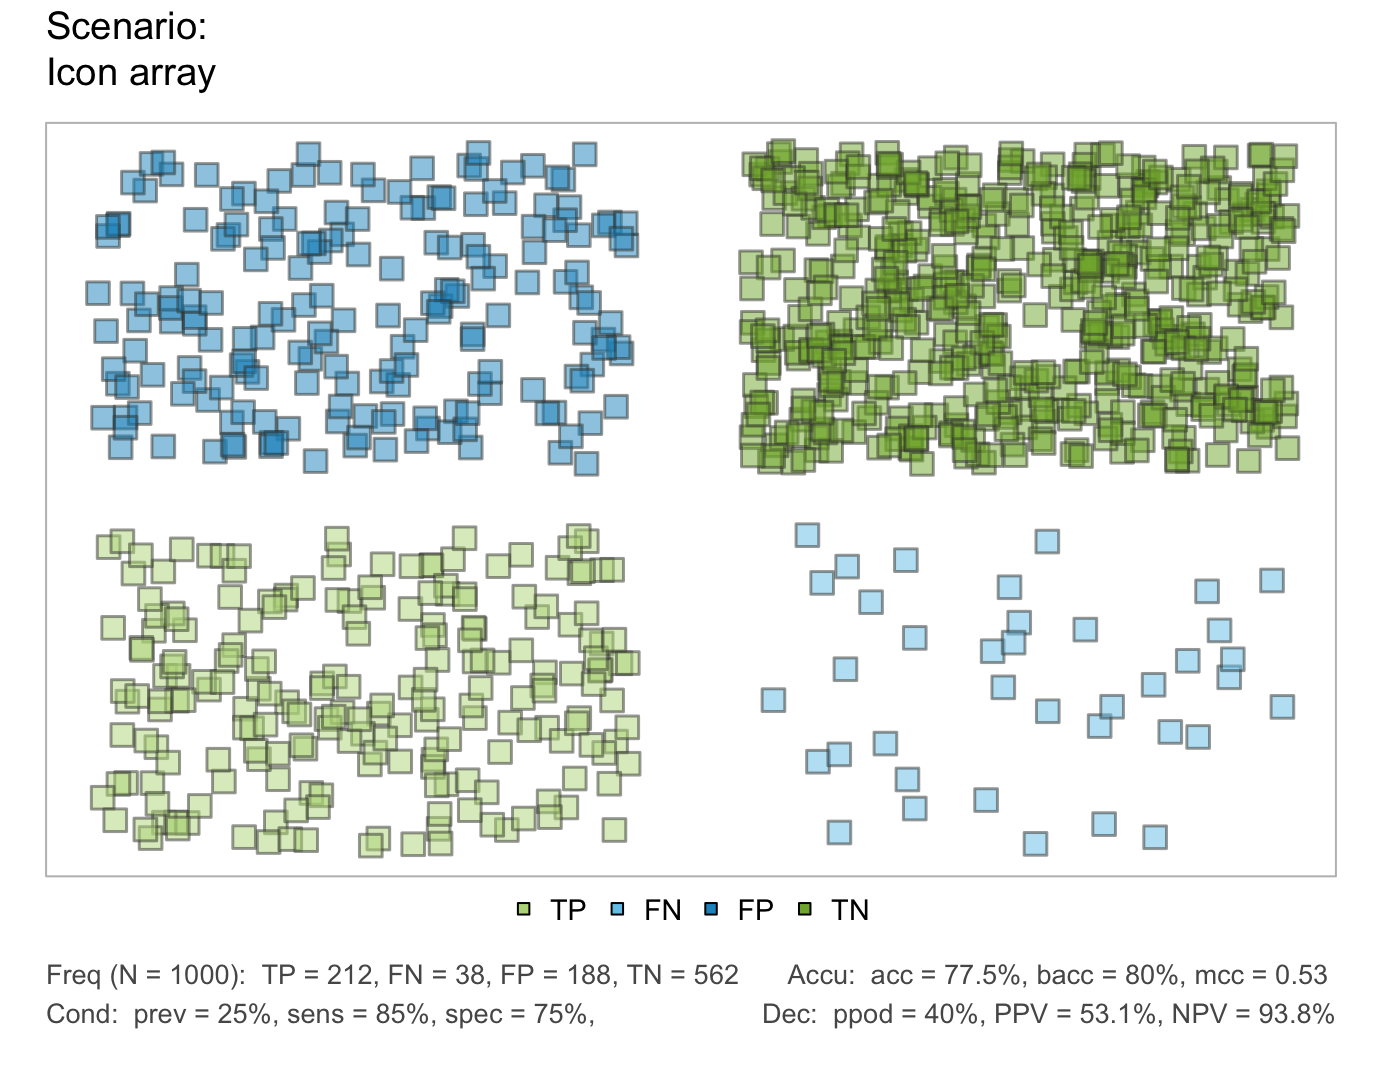 Scenario:
Icon array
TP FN FP TN
Freq (N = 1000):  TP = 212, FN = 38, FP = 188, TN = 562
Accu:  acc = 77.5%, bacc = 80%, mcc = 0.53
Cond:  prev = 25%, sens = 85%, spec = 75%,
Dec:  ppod = 40%, PPV = 53.1%, NPV = 93.8%